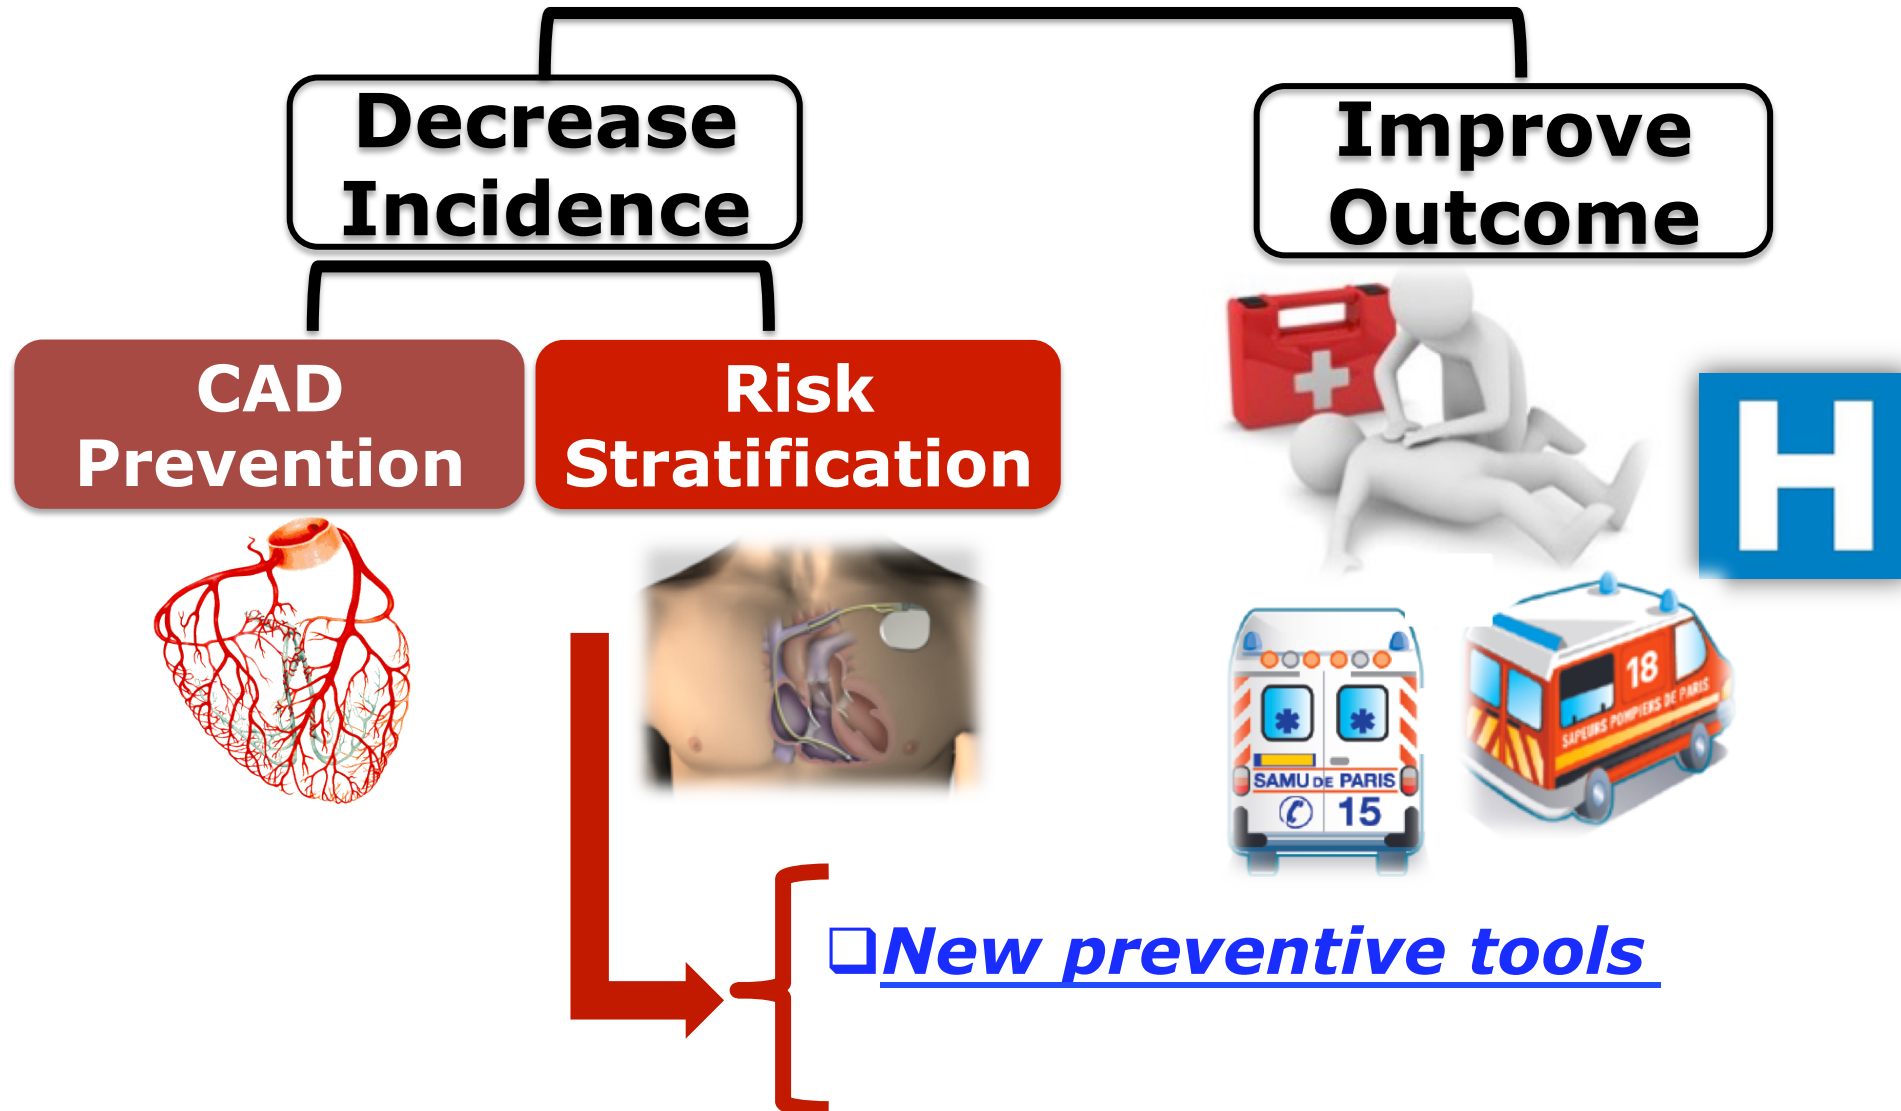 Decrease
Incidence
Improve
Outcome
CAD
Prevention
Risk
Stratification
H
18
SAPEURS POMPIERS DE PARIS
SAMU DE PARIS
15
❑New preventive tools